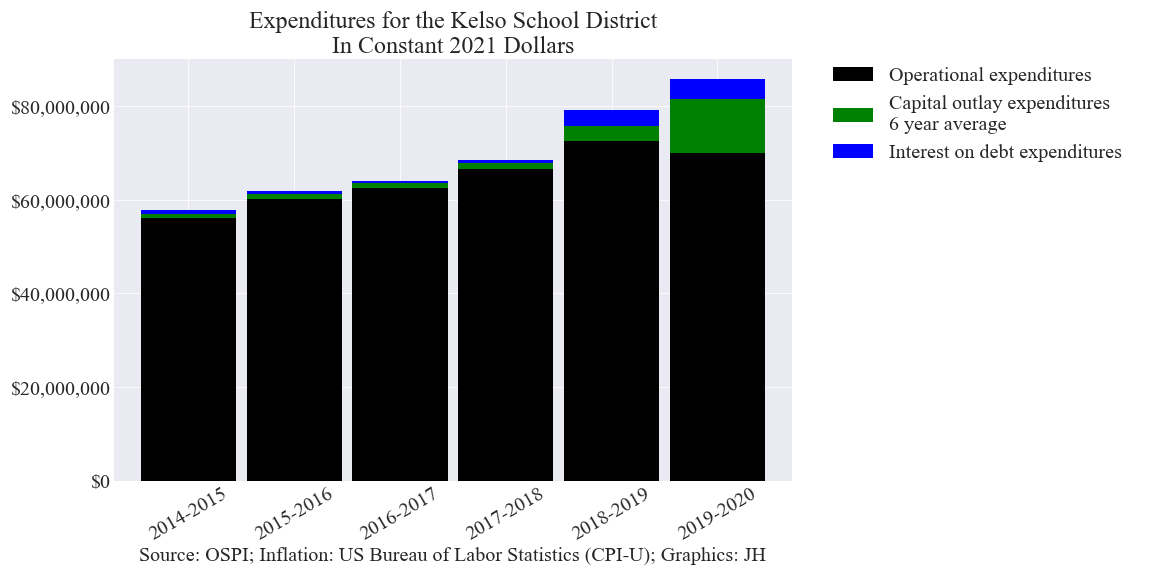 Expenditures for the Kelso School District
In Constant 2021 Dollars
Operational expenditures
Capital outlay expenditures
6 year average
Interest on debt expenditures
$80,000,000
$60,000,000
$40,000,000
$20,000,000
$0
2014-2015
2015-2016
2016-2017
2017-2018
2018-2019
2019-2020
Source: OSPI; Inflation: US Bureau of Labor Statistics (CPI-U); Graphics: JH